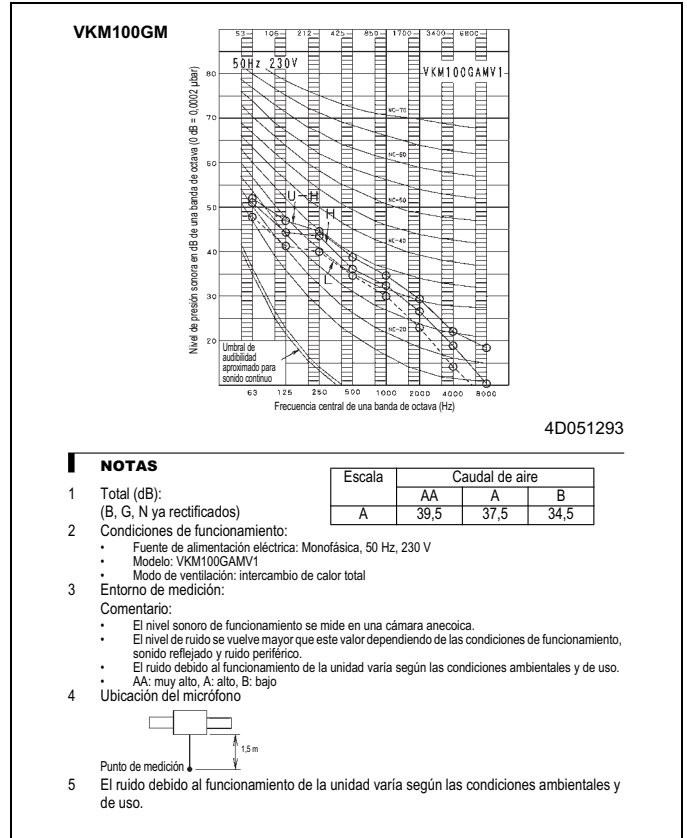 VKM100GM
53 106 212 425 850 1700 3400 6800
50Hz 230V
VKM100GAMV1
Nivel de presión sonora en dB de una banda de octava (0 dB = 0,0002 µbar)
80
70
60
50
40
30
20
NC-70
NC-60
NC-50
NC-40
NC-20
U-H
H
L
Umbral de
audibilidad
aproximado para
sonido continuo
63 125 250 500 1000 2000 4000 8000
Frecuencia central de una banda de octava (Hz)
4D051293
NOTAS
1 Total (dB):
(B, G, N ya rectificados)
Escala Caudal de aire
AA A B
A 39,5 37,5 34,5
2 Condiciones de funcionamiento:
• Fuente de alimentación eléctrica: Monofásica, 50 Hz, 230 V
• Modelo: VKM100GAMV1
• Modo de ventilación: intercambio de calor total
3 Entorno de medición:
Comentario:
• El nivel sonoro de funcionamiento se mide en una cámara anecoica.
• El nivel de ruido se vuelve mayor que este valor dependiendo de las condiciones de funcionamiento,
sonido reflejado y ruido periférico.
• El ruido debido al funcionamiento de la unidad varía según las condiciones ambientales y de uso.
• AA: muy alto, A: alto, B: bajo
4 Ubicación del micrófono
1,5 m
Punto de medición
5 El ruido debido al funcionamiento de la unidad varía según las condiciones ambientales y
de uso.